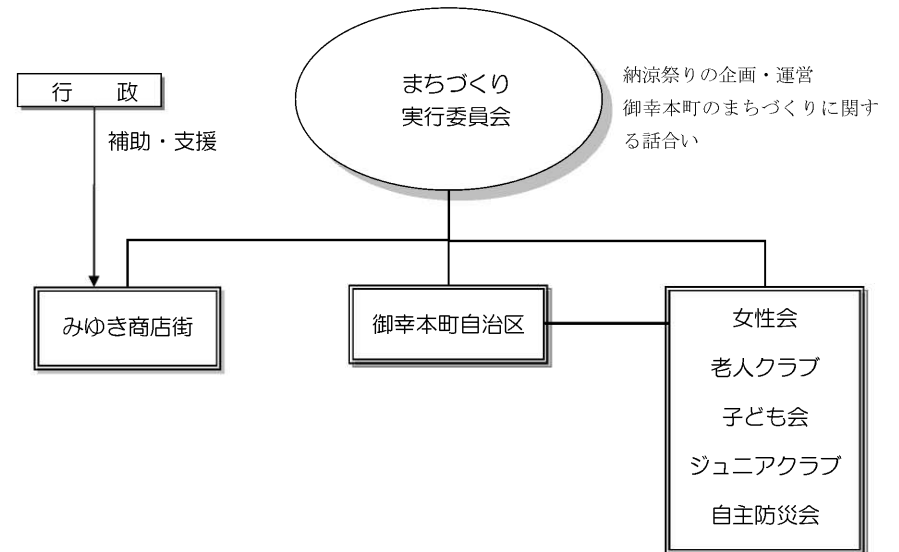 まちづくり
実行委員会
納涼祭りの企画・運営
御幸本町のまちづくりに関す
る話合い
行　政
補助・支援
みゆき商店街
御幸本町自治区
女性会
老人クラブ
子ども会
ジュニアクラブ
自主防災会